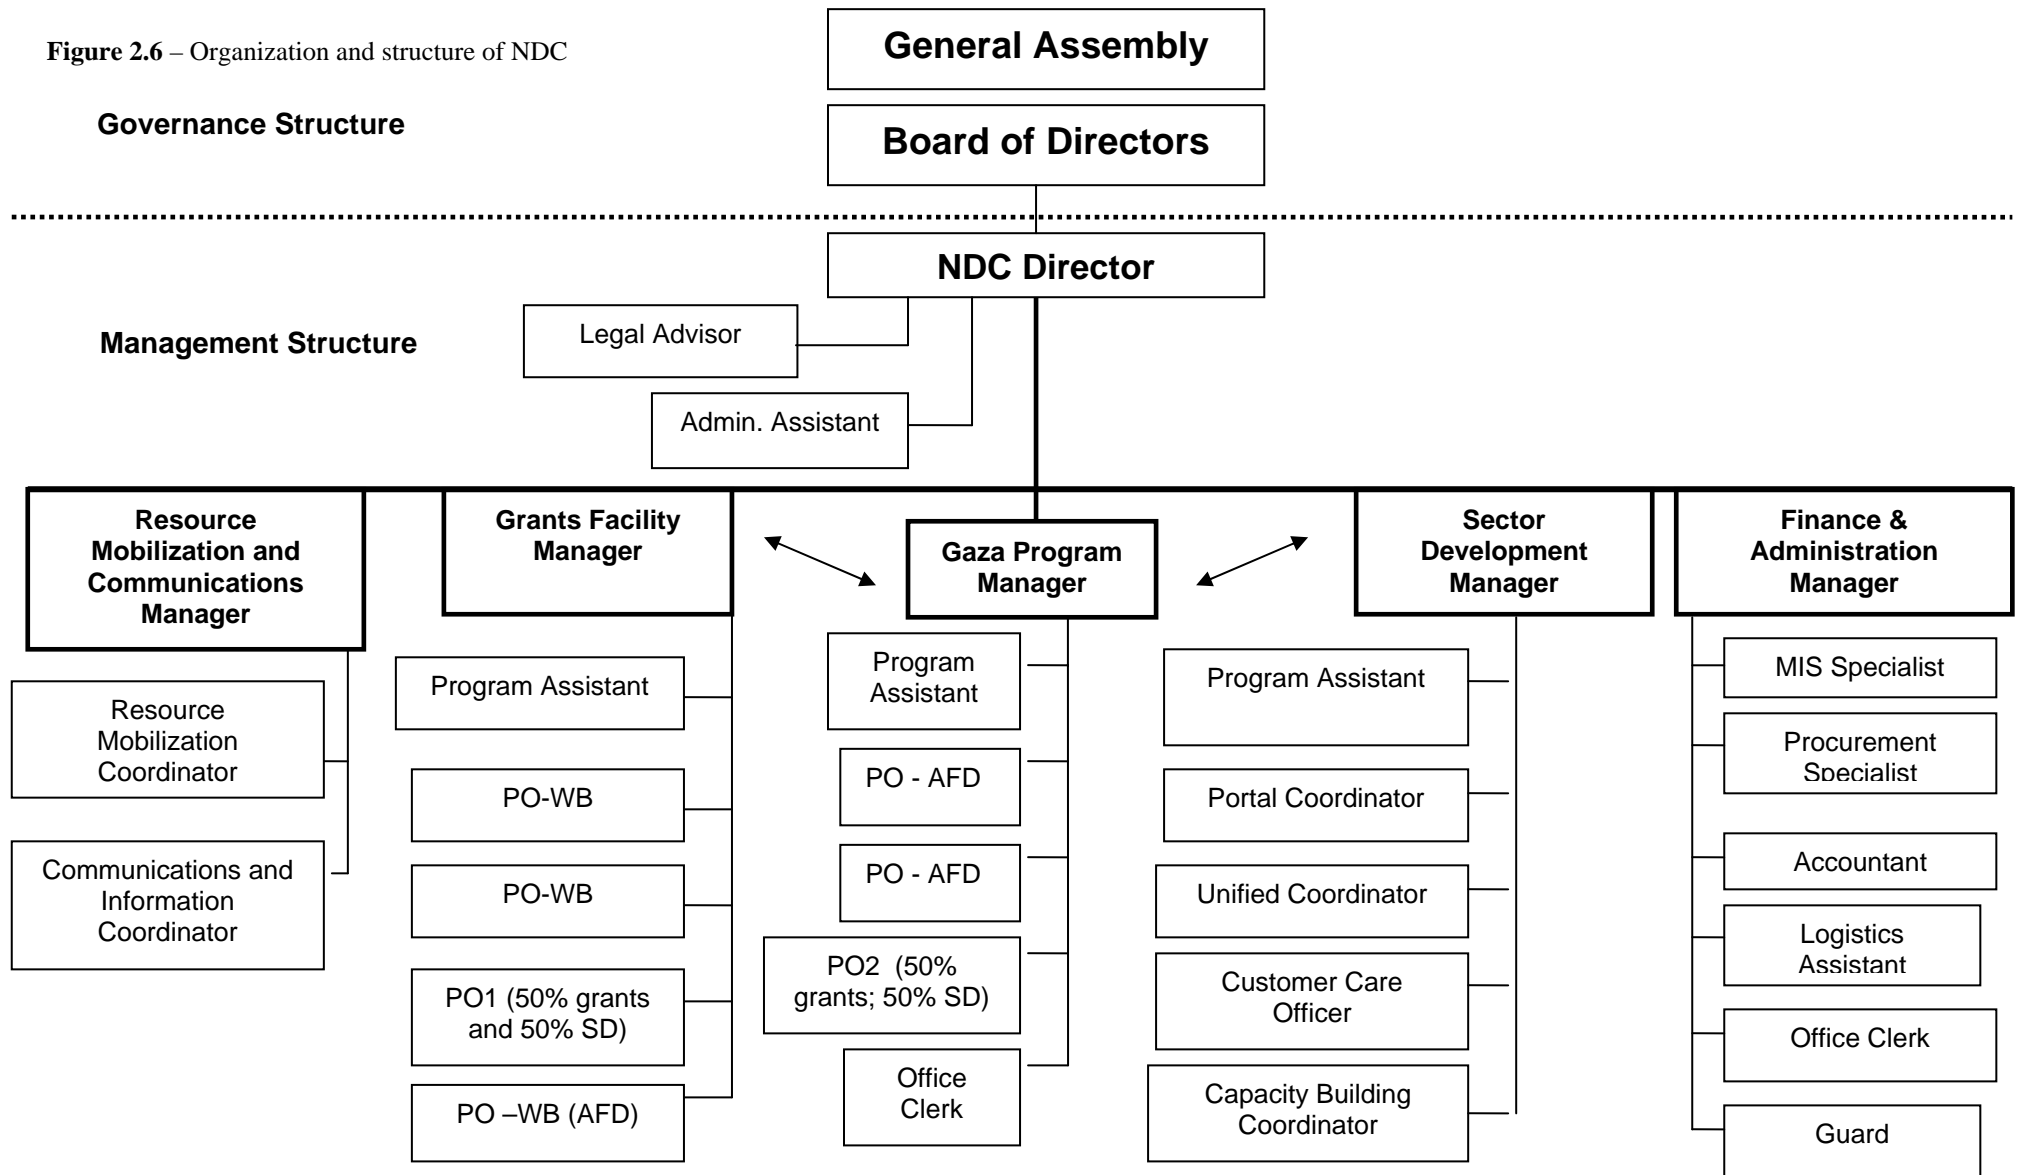 Figure 2.6 – Organization and structure of NDC
General Assembly
Governance Structure
Board of Directors
NDC Director
Management Structure
Legal Advisor
Admin. Assistant
Resource
Mobilization and
Communications
Manager
Grants Facility
Manager
Gaza Program
Manager
Sector
Development
Manager
Finance &
Administration
Manager
Resource
Mobilization
Coordinator
Communications and
Information
Coordinator
Program Assistant
PO-WB
PO-WB
PO1 (50% grants
and 50% SD)
PO –WB (AFD)
Program
Assistant
PO - AFD
PO - AFD
PO2 (50%
grants; 50% SD)
Office
Clerk
Program Assistant
Portal Coordinator
Unified Coordinator
Customer Care
Officer
Capacity Building
Coordinator
MIS Specialist
Procurement
Specialist
Accountant
Logistics
Assistant
Office Clerk
Guard